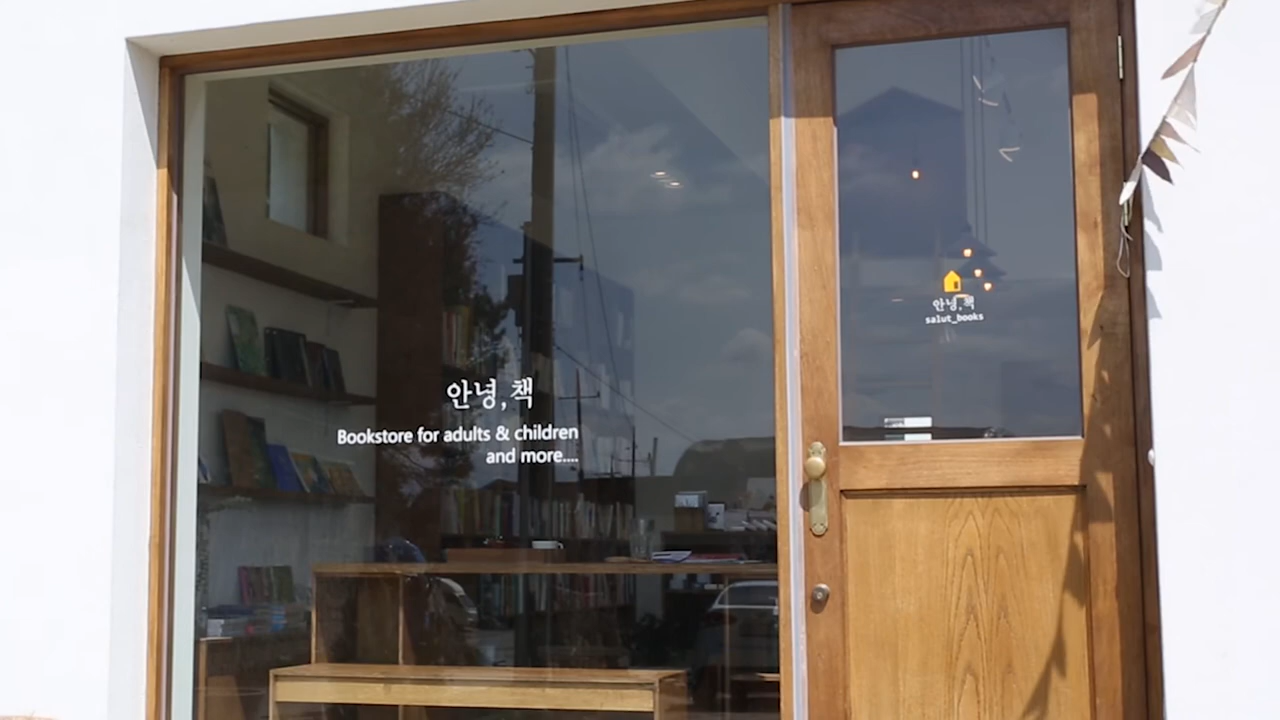 안녕,책
Bookstore for adults & children
and more....
안녕,책
salut_books